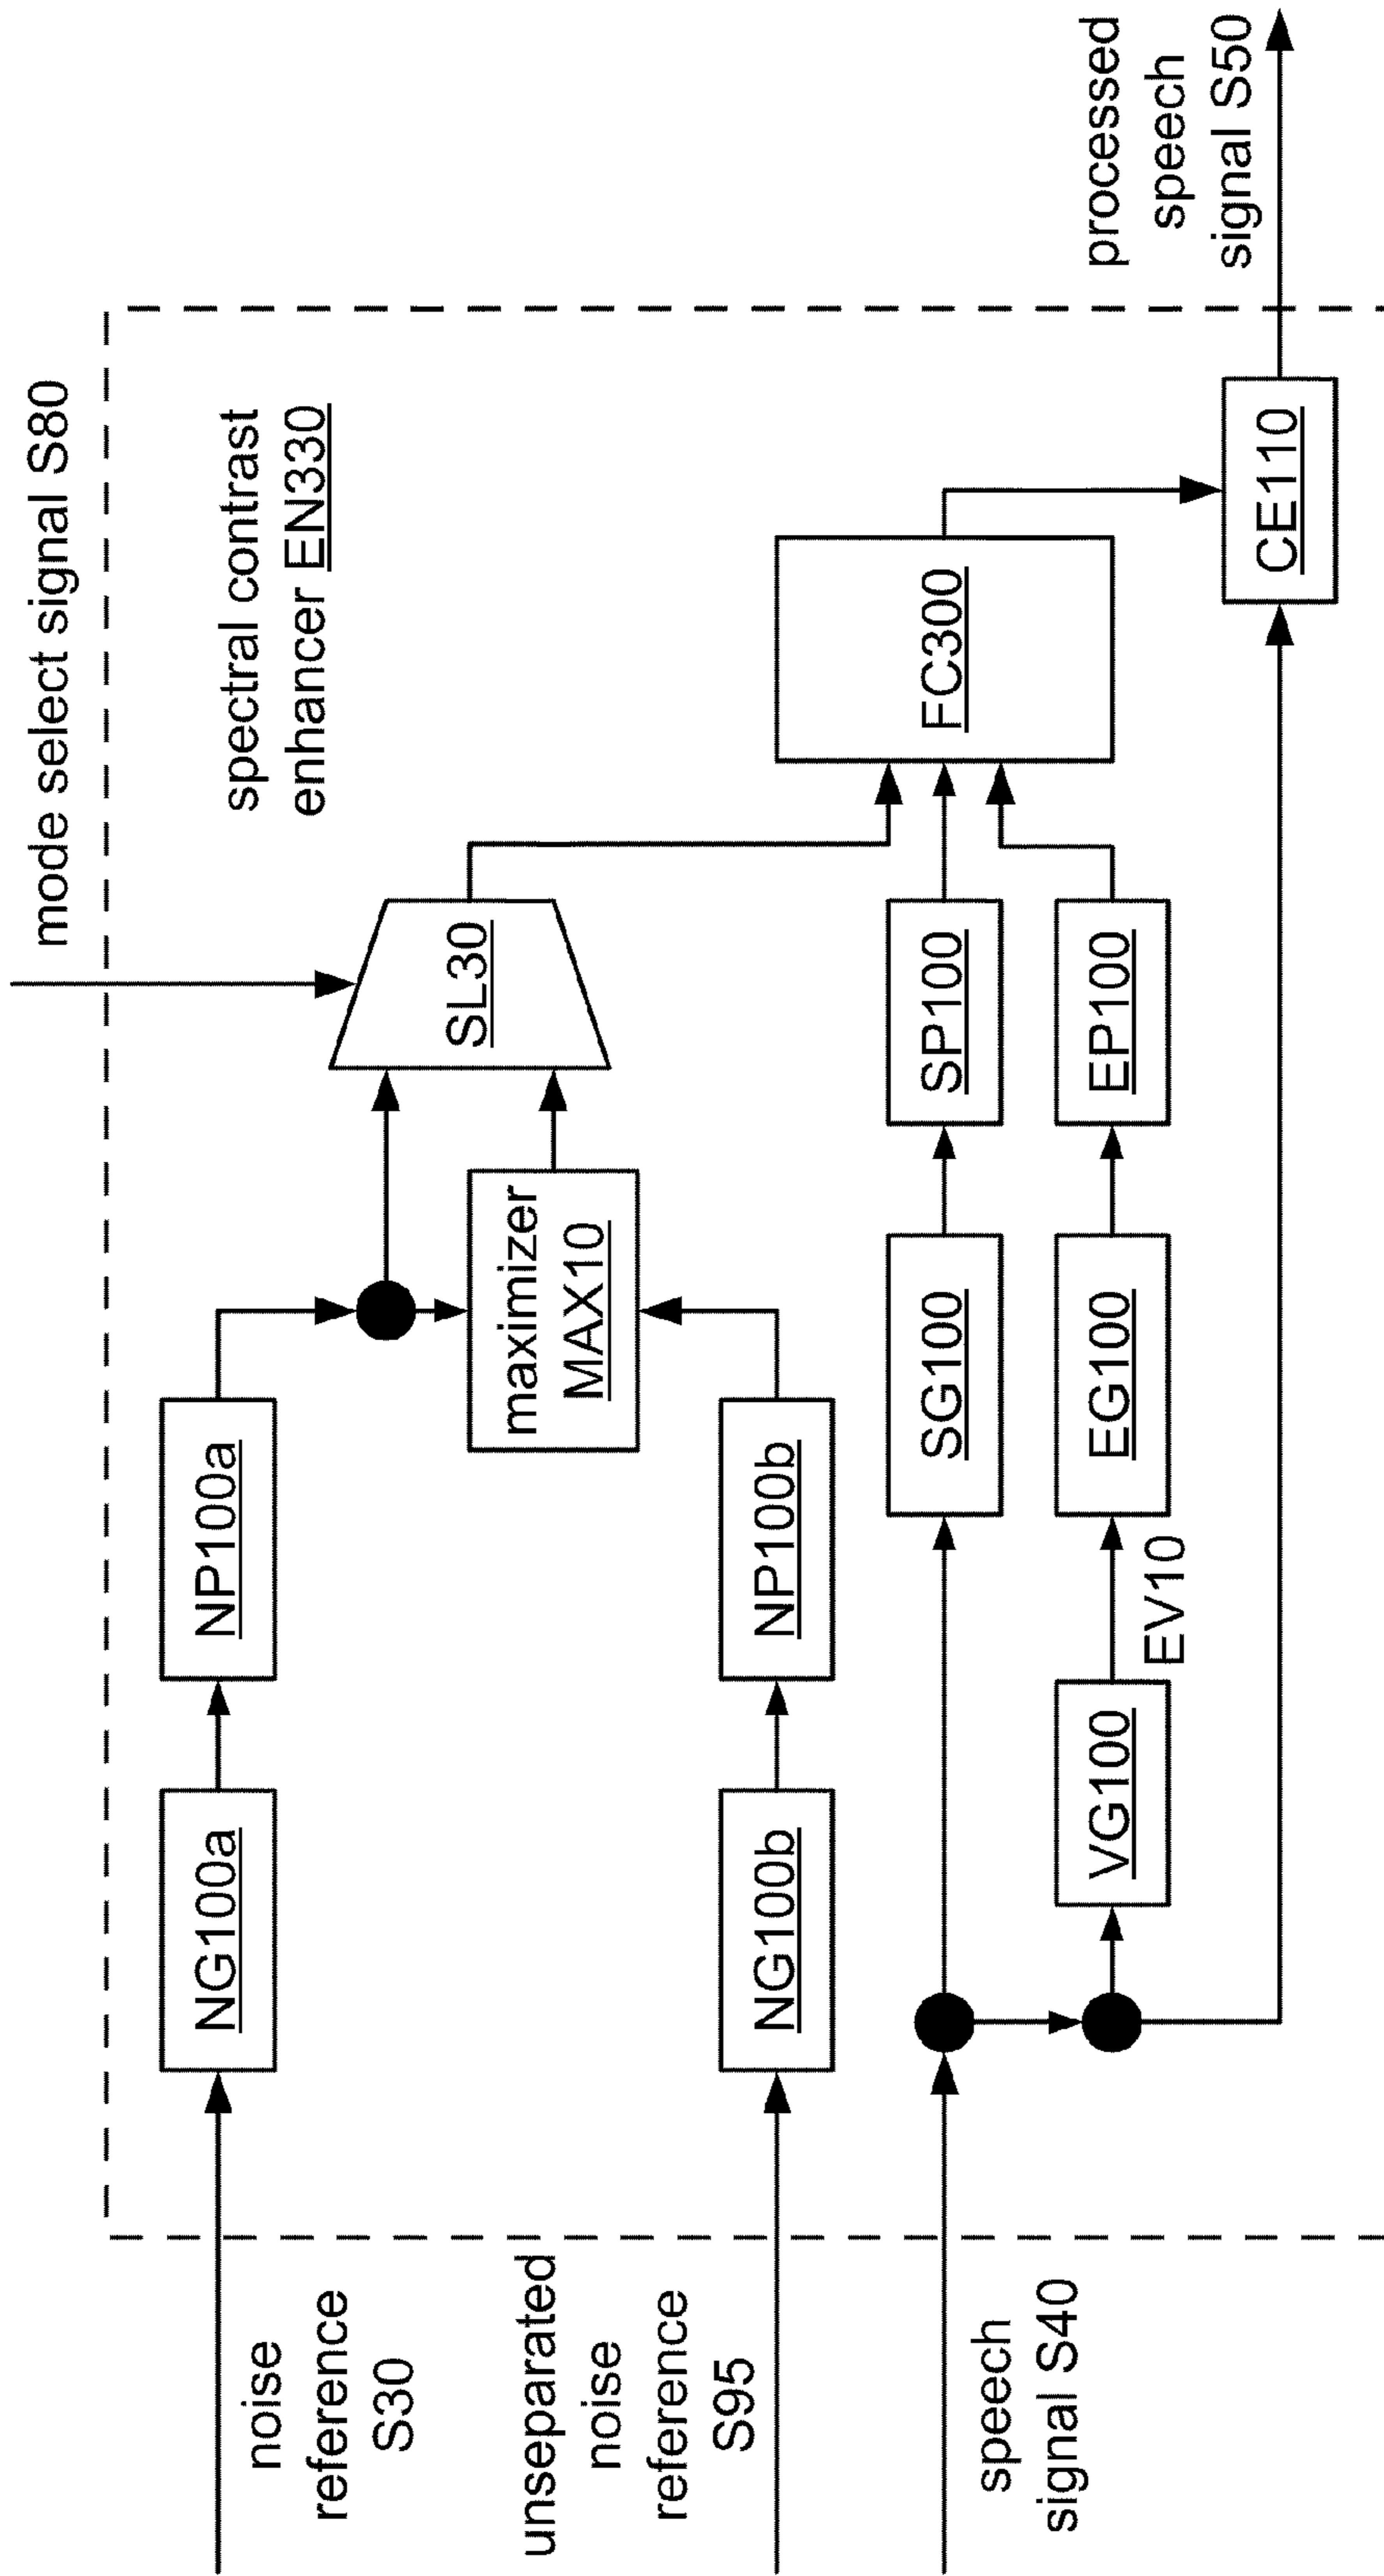 mode select signal S80
spectral contrast
enhancer EN330
noise
reference
S30
NG100a
NP100a
SL30
maximizer
MAX10
unseparated
noise
reference
S95
NG100b
NP100b
speech
signal S40
SG100
SP100
FC300
VG100
EV10
EG100
EP100
CE110
processed
speech
signal S50